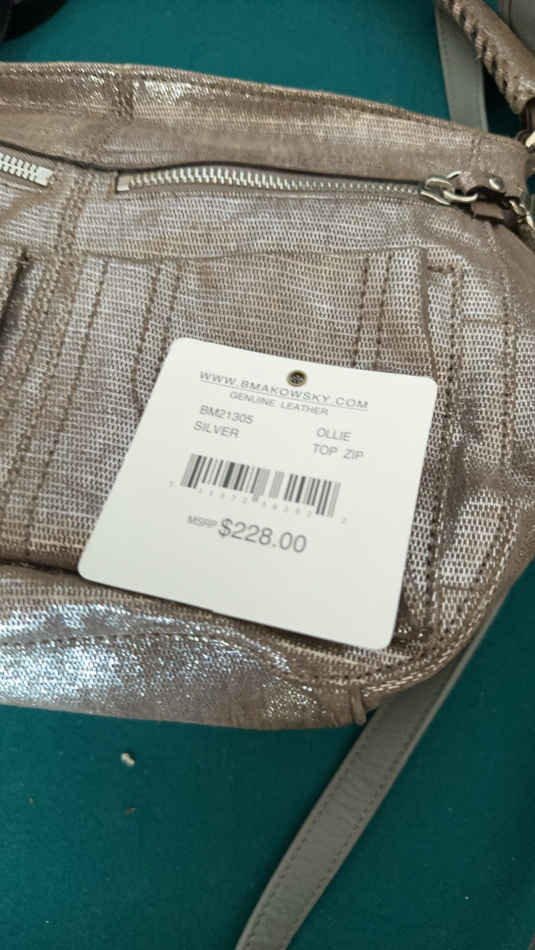 WWW.BMAKOWSKY.COM
GENUINE LEATHER
BM21305 OLLIE
SILVER TOP ZIP
MSRP $228.00